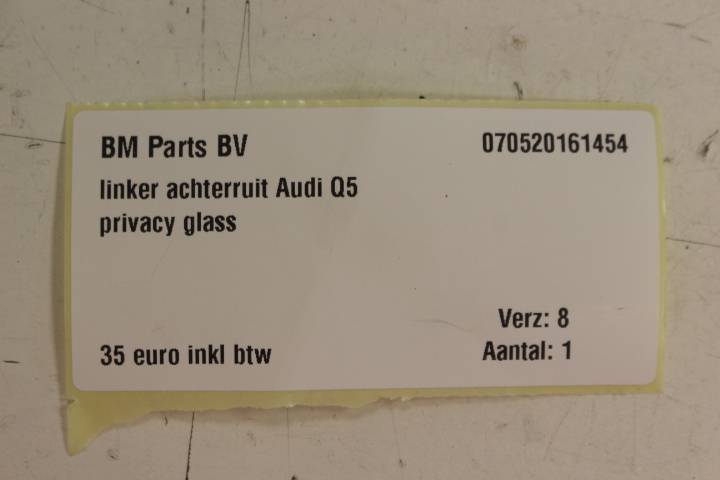 BM Parts BV 070520161454
linker achterruit Audi Q5
privacy glass
Verz: 8
35 euro inkl btw Aantal: 1